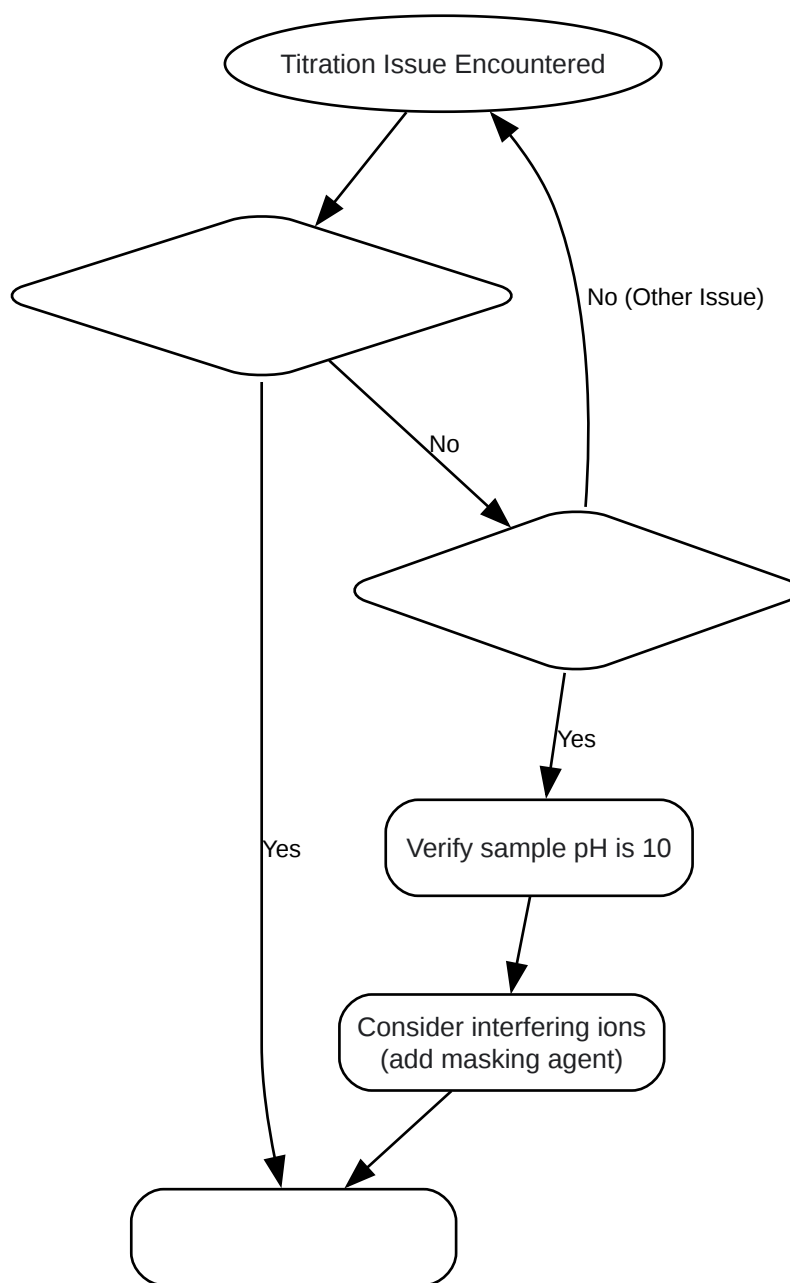 Titration Issue Encountered
No (Other Issue)
No
Yes
Yes
Verify sample pH is 10
Consider interfering ions
(add masking agent)